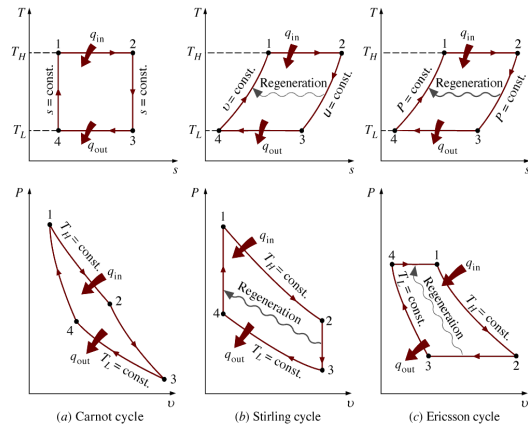 T
T_H
T_L
1
2
3
4
q_in
q_out
s = const.
s = const.
s
T
T_H
T_L
1
2
3
4
q_in
q_out
υ = const.
Regeneration
u = const.
s
T
T_H
T_L
1
2
3
4
q_in
q_out
P = const.
Regeneration
P = const.
s
P
1
T_H = const.
q_in
2
4
q_out
T_L = const.
3
υ
P
1
q_in
T_H = const.
Regeneration
4
2
q_out
T_L = const.
3
υ
P
4
1
q_in
T_L = const.
Regeneration
T_H = const.
q_out
3
2
υ
(a) Carnot cycle
(b) Stirling cycle
(c) Ericsson cycle